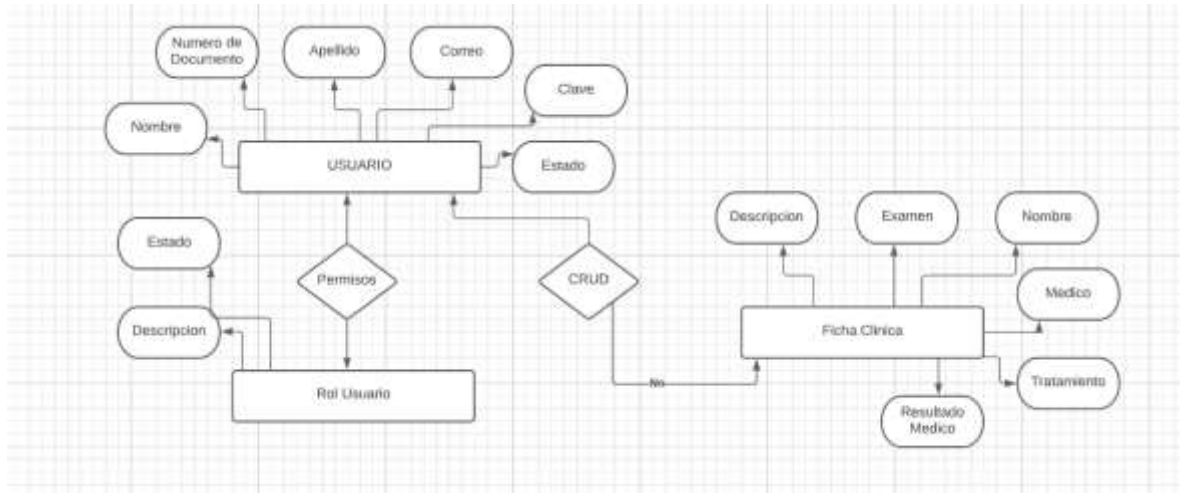 Numero de
Documento
Apellido
Correo
Clave
Nombre
USUARIO
Estado
Descripcion
Examen
Nombre
Estado
Permisos
CRUD
Medico
Descripcion
Ficha Clinica
No
Tratamiento
Rol Usuario
Resultado
Medico